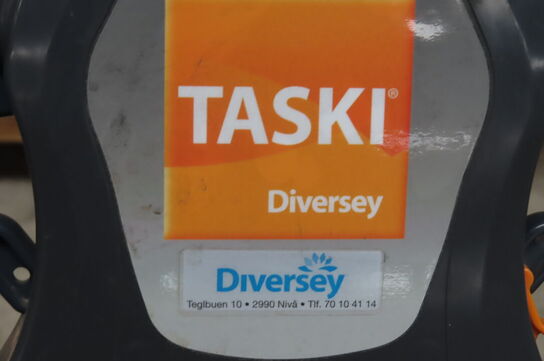 TASKI®
Diversey
Diversey
Teglbuen 10 • 2990 Nivå • Tlf. 70 10 41 14